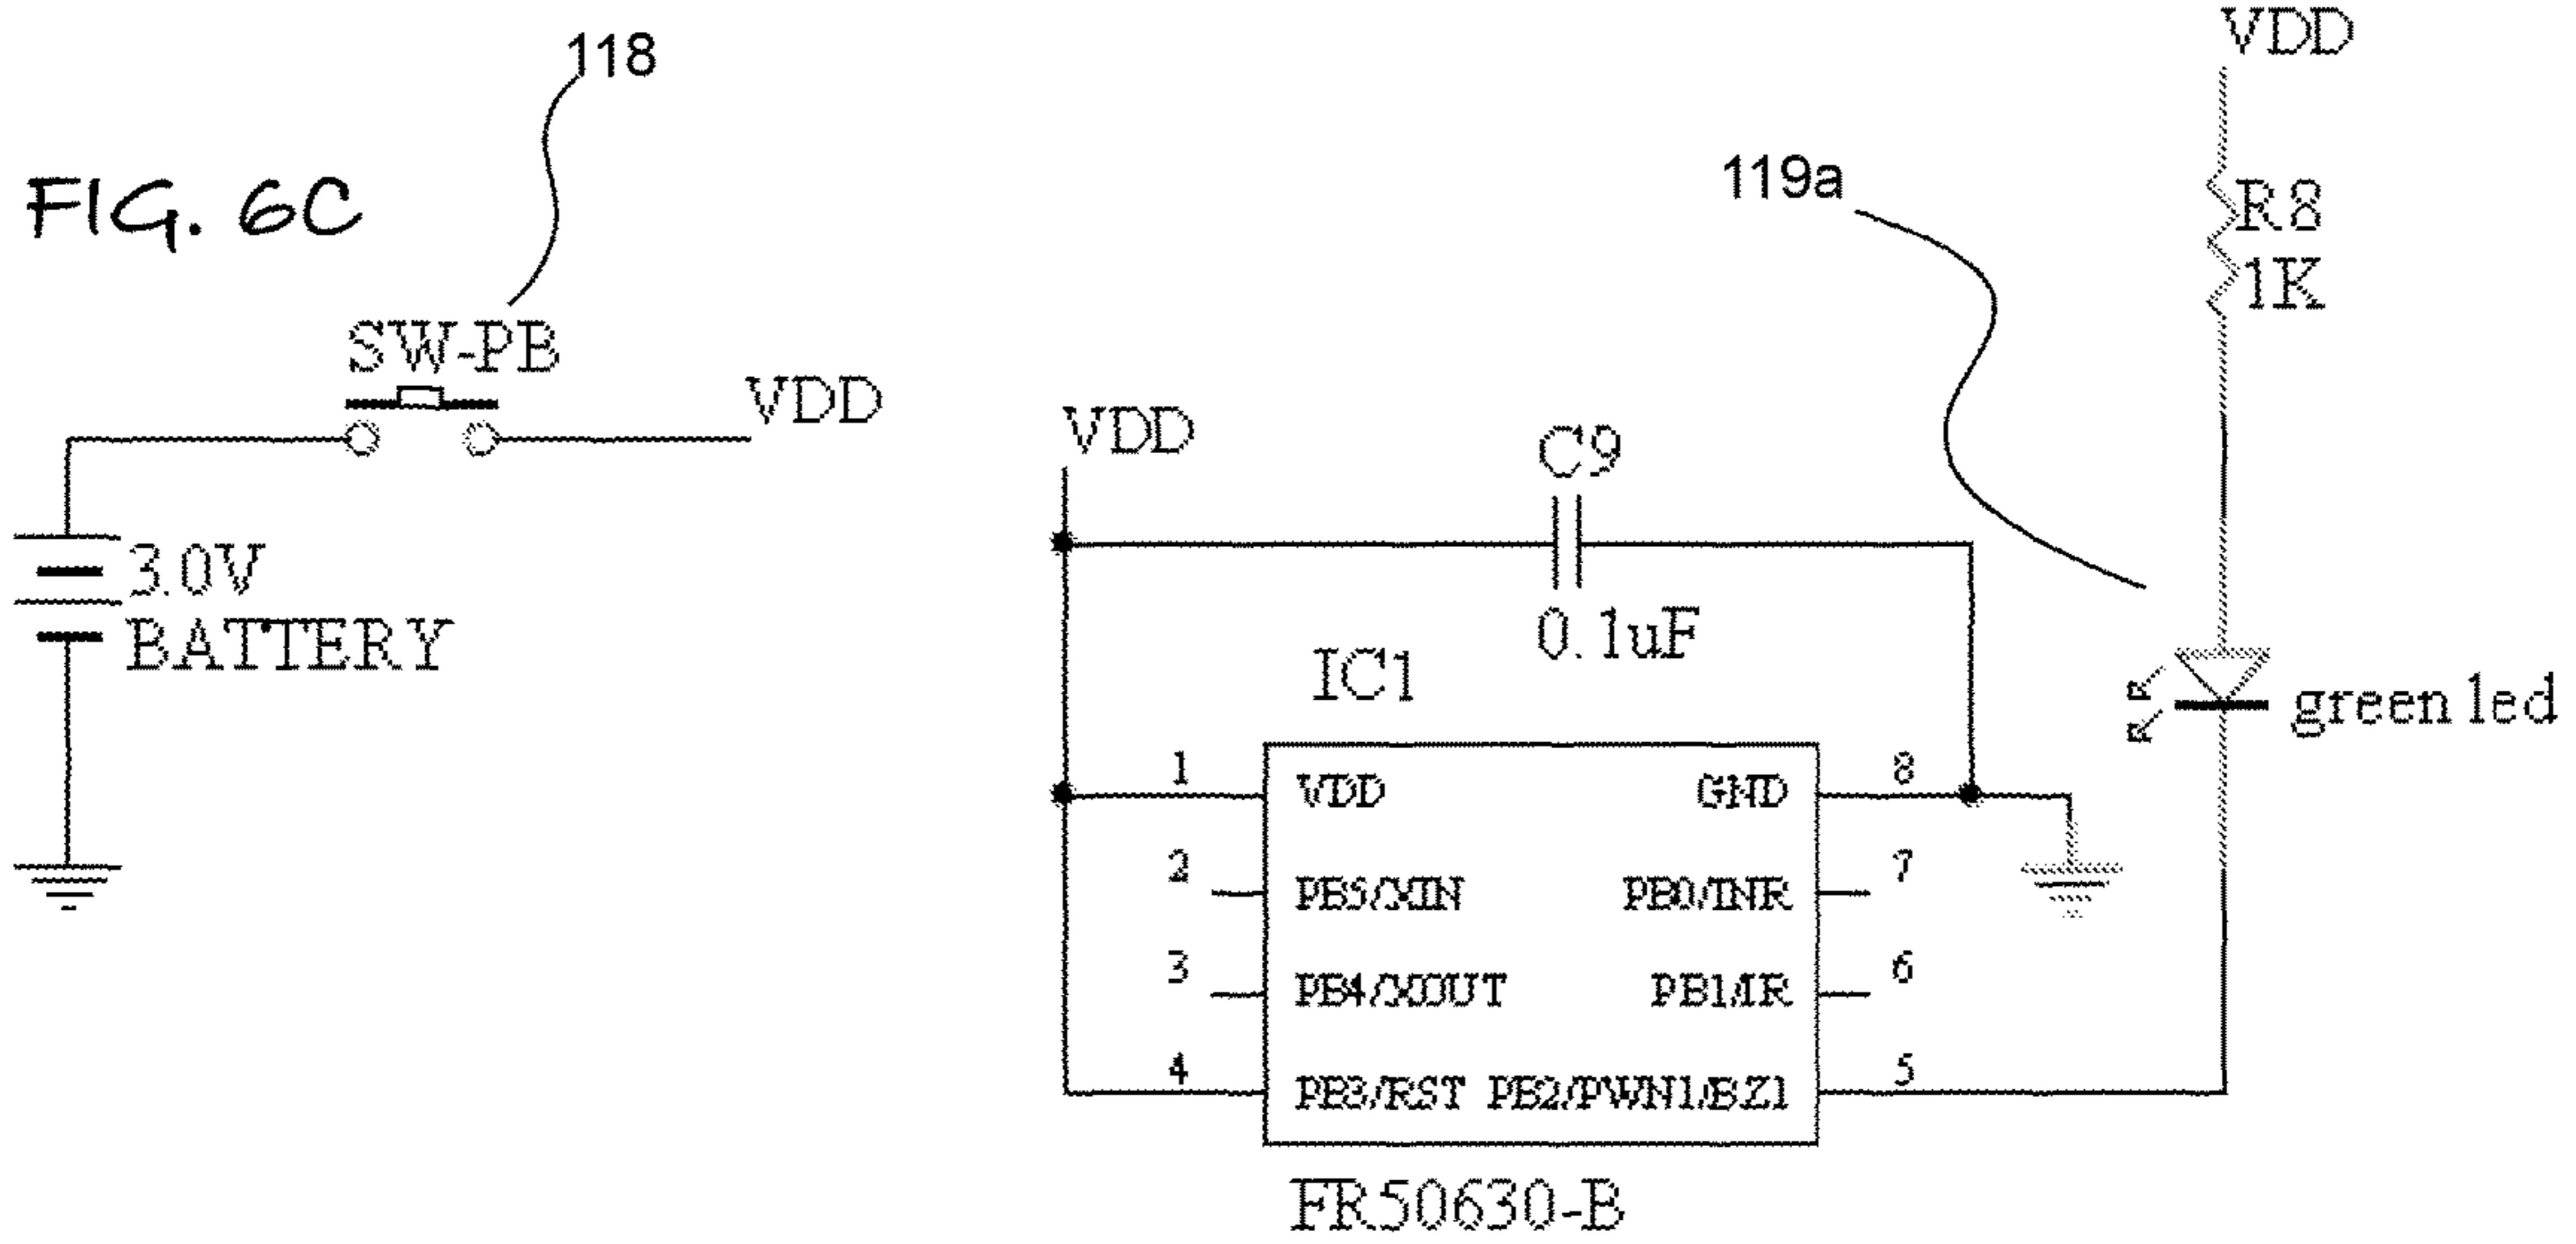 118
FIG. 6C
SW-PB
VDD
3.0V
BATTERY
VDD
R8
1K
119a
VDD
C9
0.1uF
green led
IC1
1 VDD GND 8
2 PB5/XIN PB0/INR 7
3 PB4/XOUT PB1/IR 6
4 PB3/RST PB2/PWN1/BZ1 5
FR50630-B